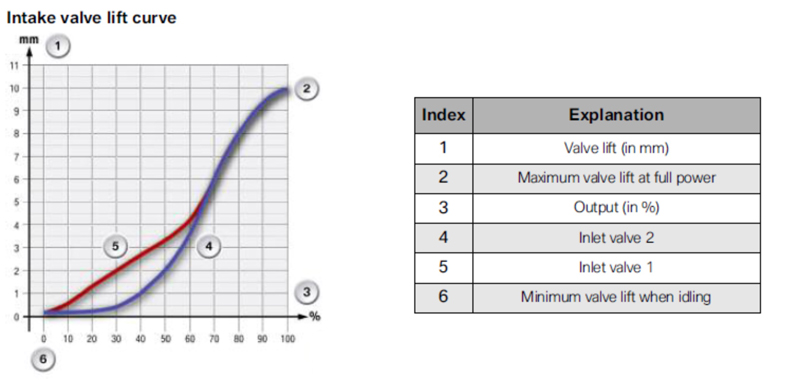 Intake valve lift curve
mm
1
11
10
9
8
7
6
5
4
3
2
1
0
2
5
4
3
%
0 10 20 30 40 50 60 70 80 90 100
6
Index Explanation
1 Valve lift (in mm)
2 Maximum valve lift at full power
3 Output (in %)
4 Inlet valve 2
5 Inlet valve 1
6 Minimum valve lift when idling